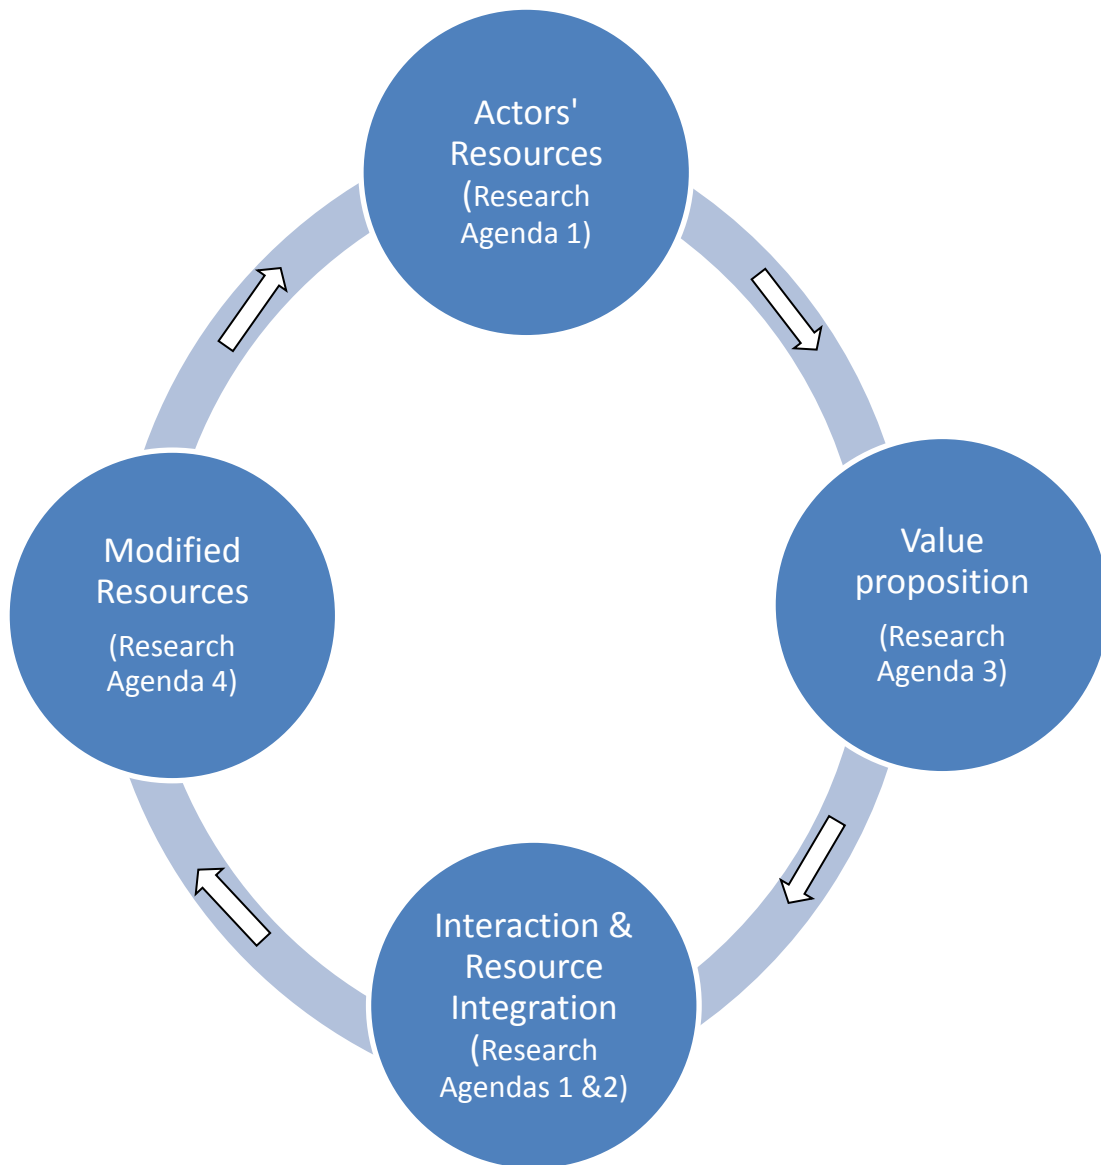 Actors'
Resources
(Research
Agenda 1)
Value
proposition
(Research
Agenda 3)
Interaction &
Resource
Integration
(Research
Agendas 1 &2)
Modified
Resources
(Research
Agenda 4)